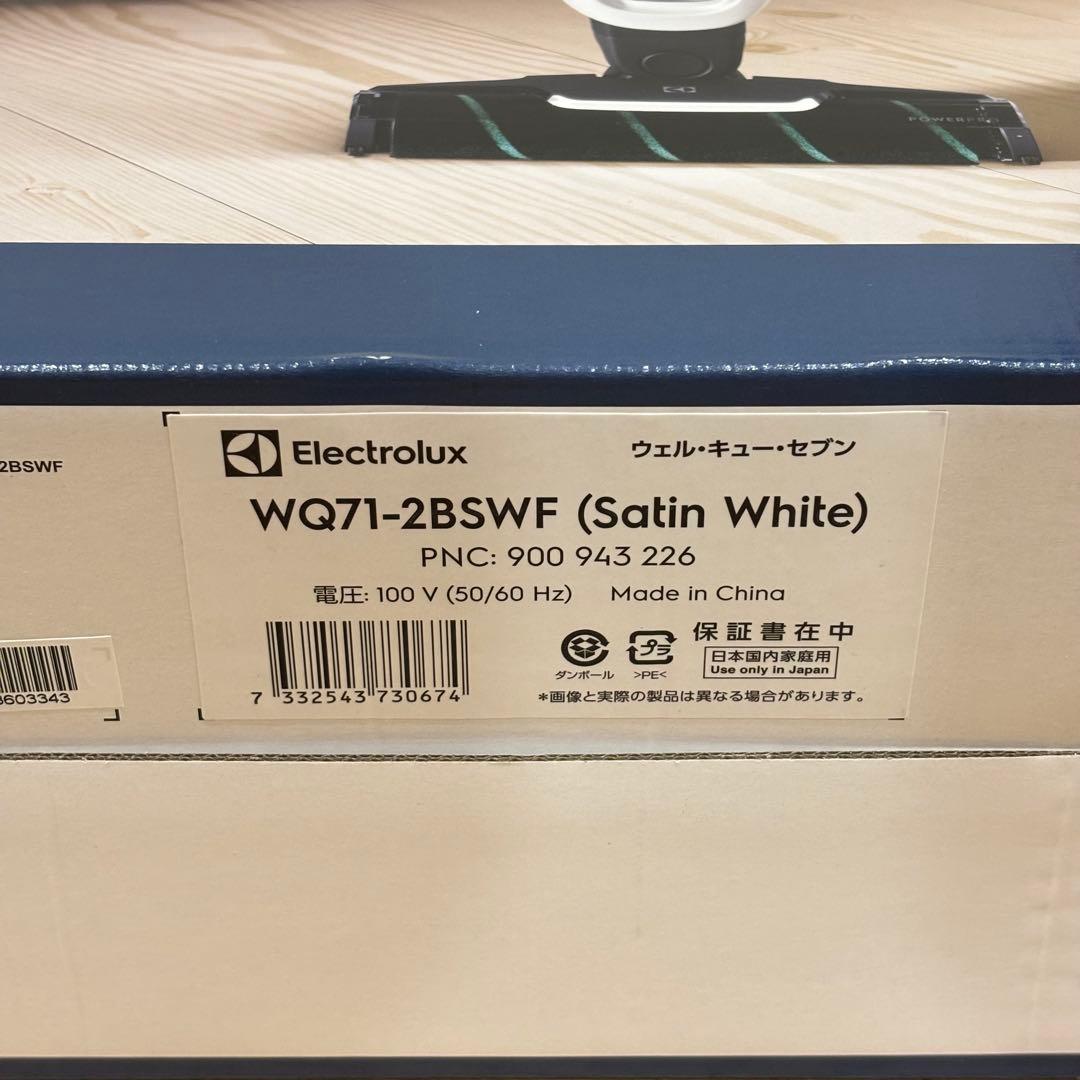 POWERPRO
2BSWF
Electrolux
ウェル・キュー・セブン
WQ71-2BSWF (Satin White)
PNC: 900 943 226
電圧: 100 V (50/60 Hz) Made in China
7 332543 730674
ダンボール
プラ
>PE<
保証書在中
日本国内家庭用
Use only in Japan
*画像と実際の製品は異なる場合があります。
3603343